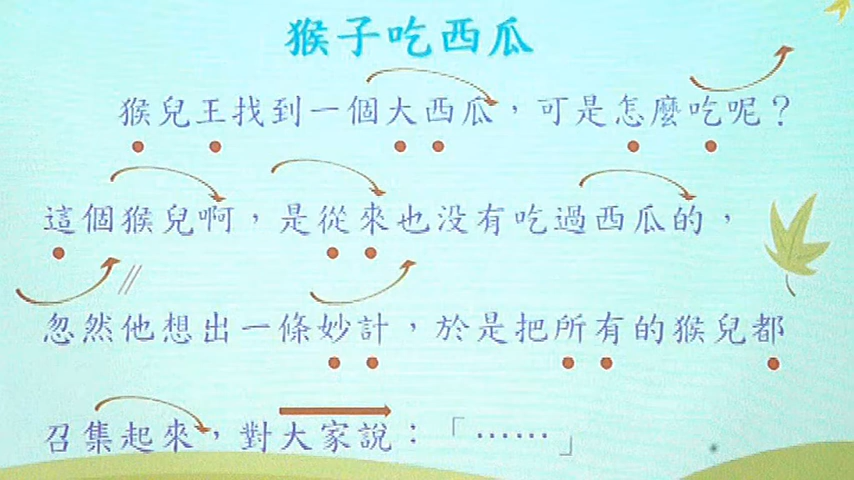 猴子吃西瓜
猴兒王找到一個大西瓜，可是怎麼吃呢？
這個猴兒啊，是從來也没有吃過西瓜的，
忽然他想出一條妙計，於是把所有的猴兒都
召集起來，對大家說：「……」